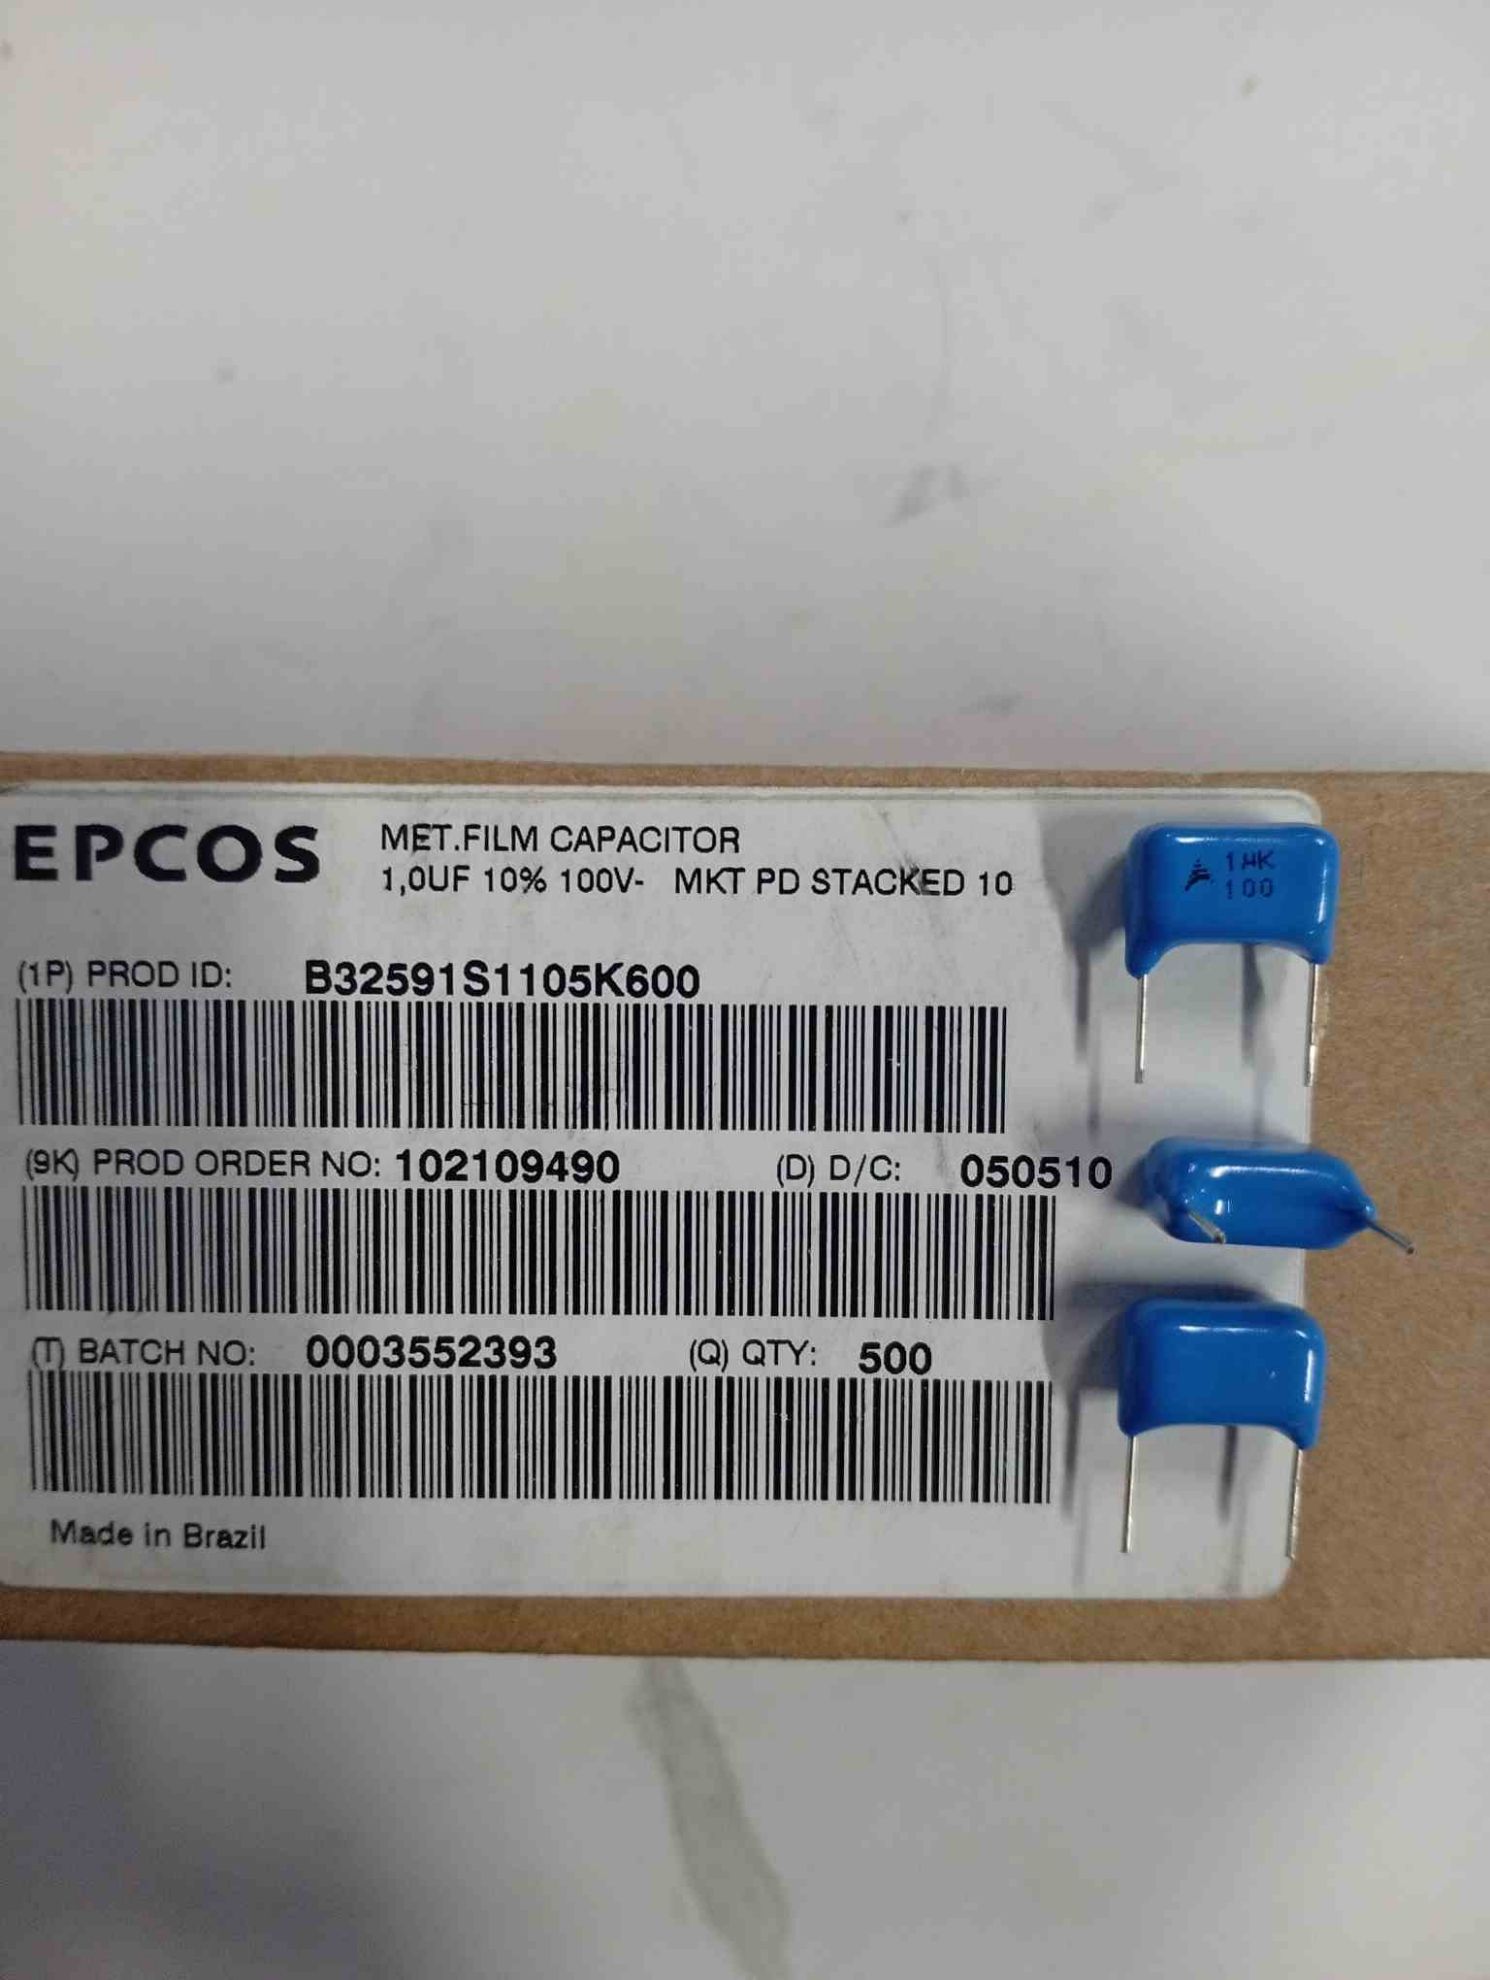 EPCOS
MET.FILM CAPACITOR
1,0UF 10% 100V- MKT PD STACKED 10
(1P) PROD ID: B32591S1105K600
(9K) PROD ORDER NO: 102109490 (D) D/C: 050510
(T) BATCH NO: 0003552393 (Q) QTY: 500
Made in Brazil
1µK
100